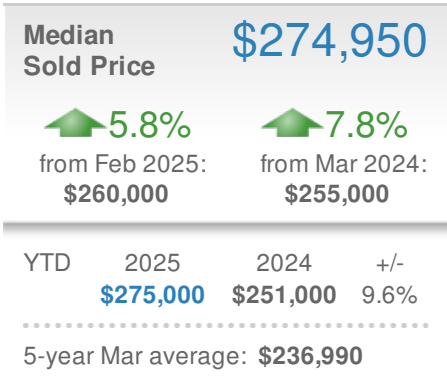 Median
Sold Price
$274,950
5.8%
from Feb 2025:
$260,000
7.8%
from Mar 2024:
$255,000
YTD 2025 2024 +/-
$275,000 $251,000 9.6%
5-year Mar average: $236,990